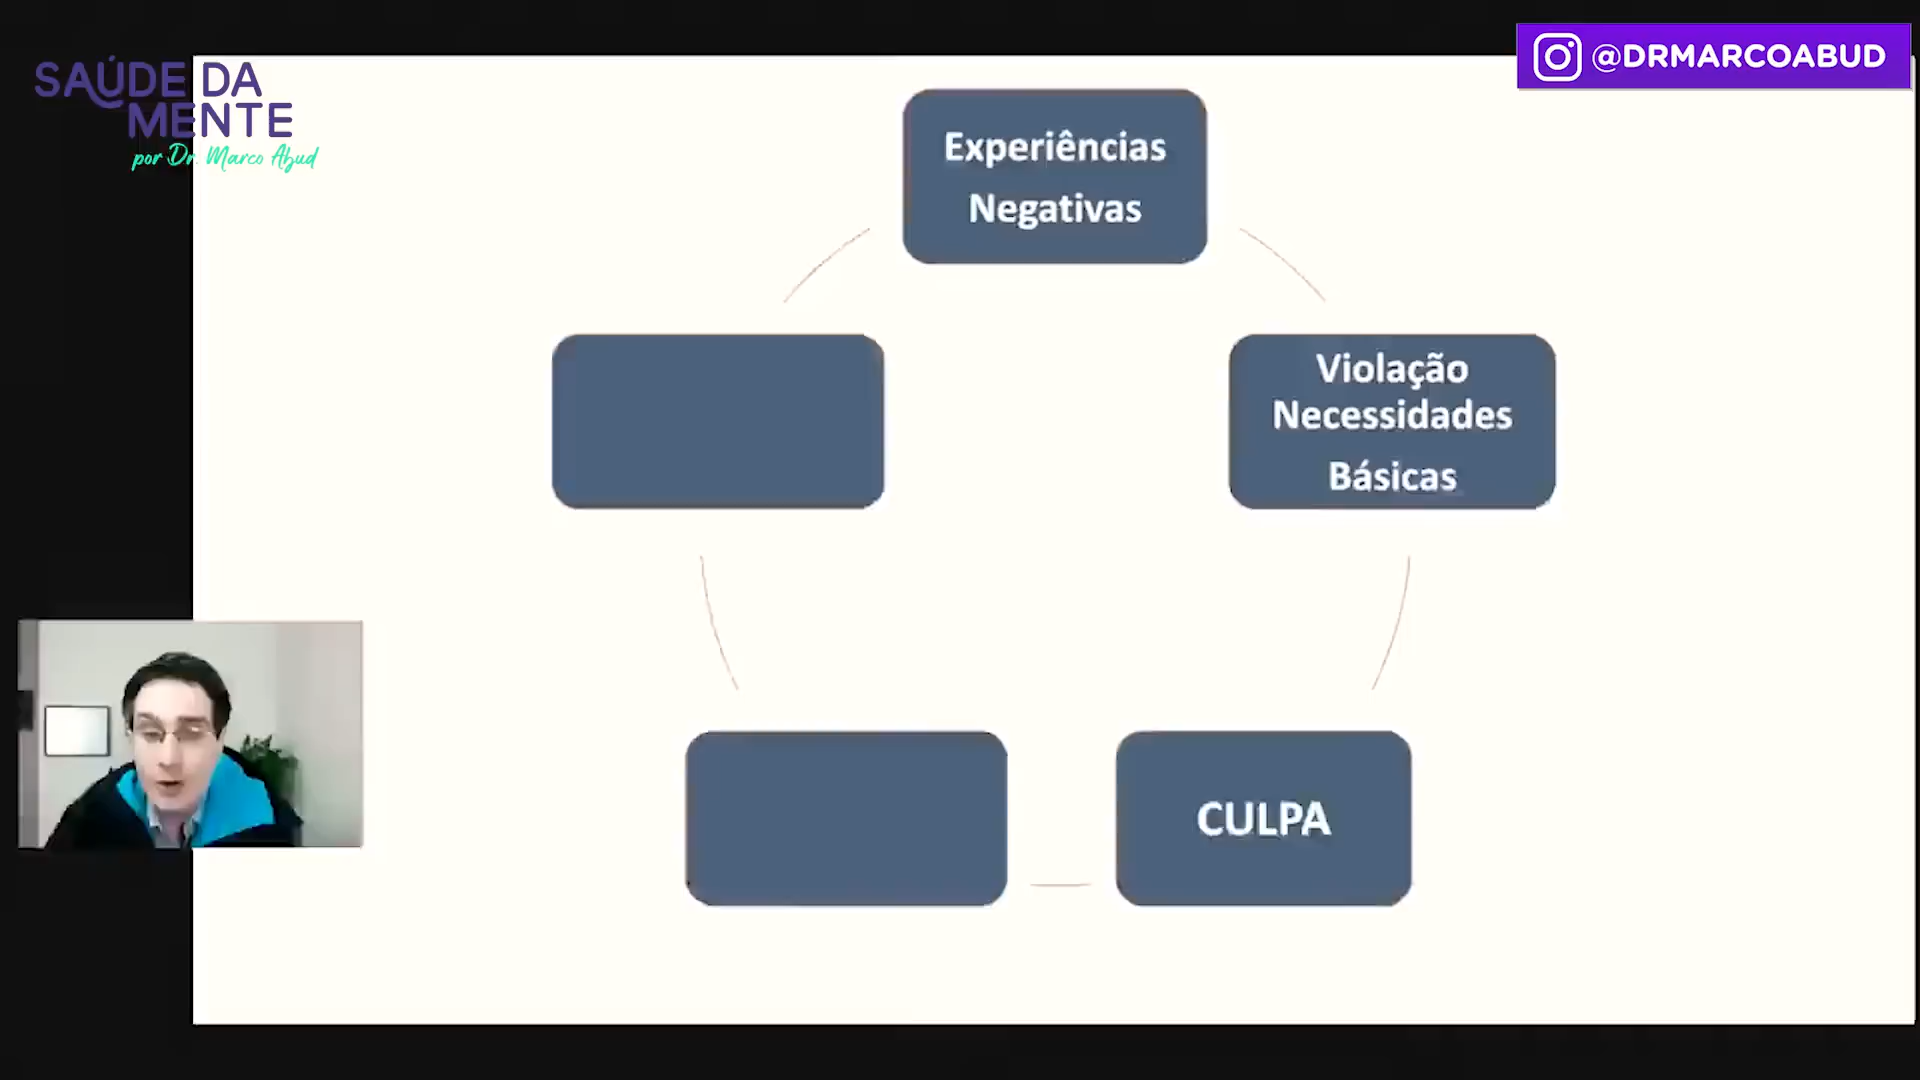 SAÚDE DA
MENTE
por Dr. Marco Abud
@DRMARCOABUD
Experiências
Negativas
Violação
Necessidades
Básicas
CULPA